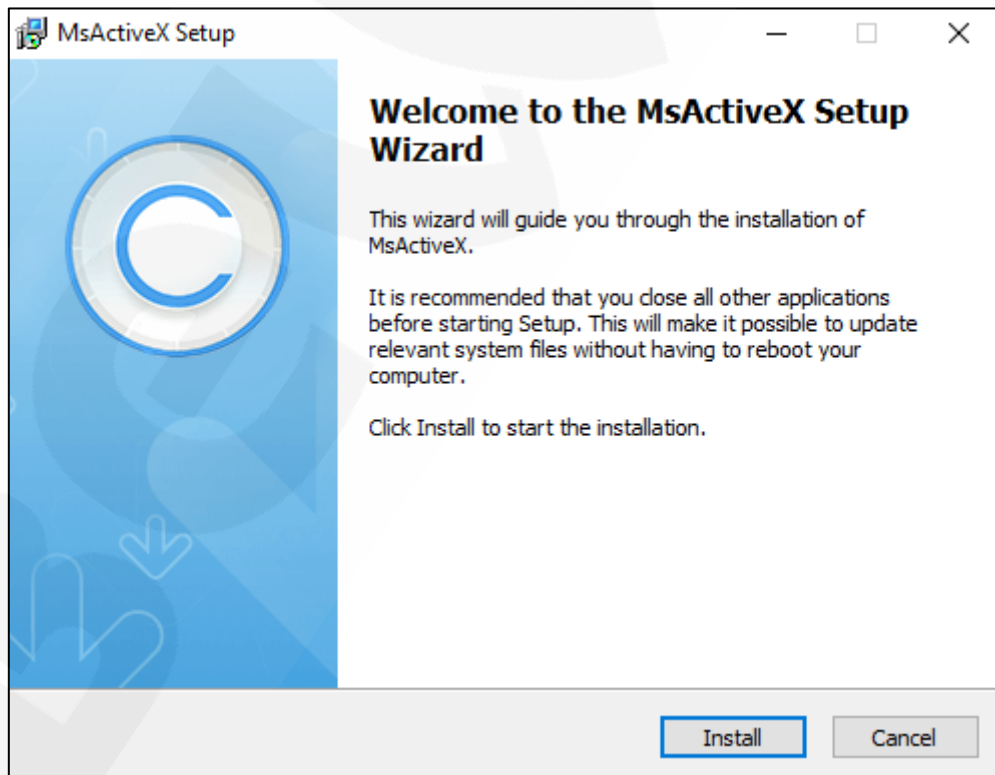 MsActiveX Setup
Welcome to the MsActiveX Setup
Wizard
This wizard will guide you through the installation of
MsActiveX.
It is recommended that you close all other applications
before starting Setup. This will make it possible to update
relevant system files without having to reboot your
computer.
Click Install to start the installation.
Install
Cancel